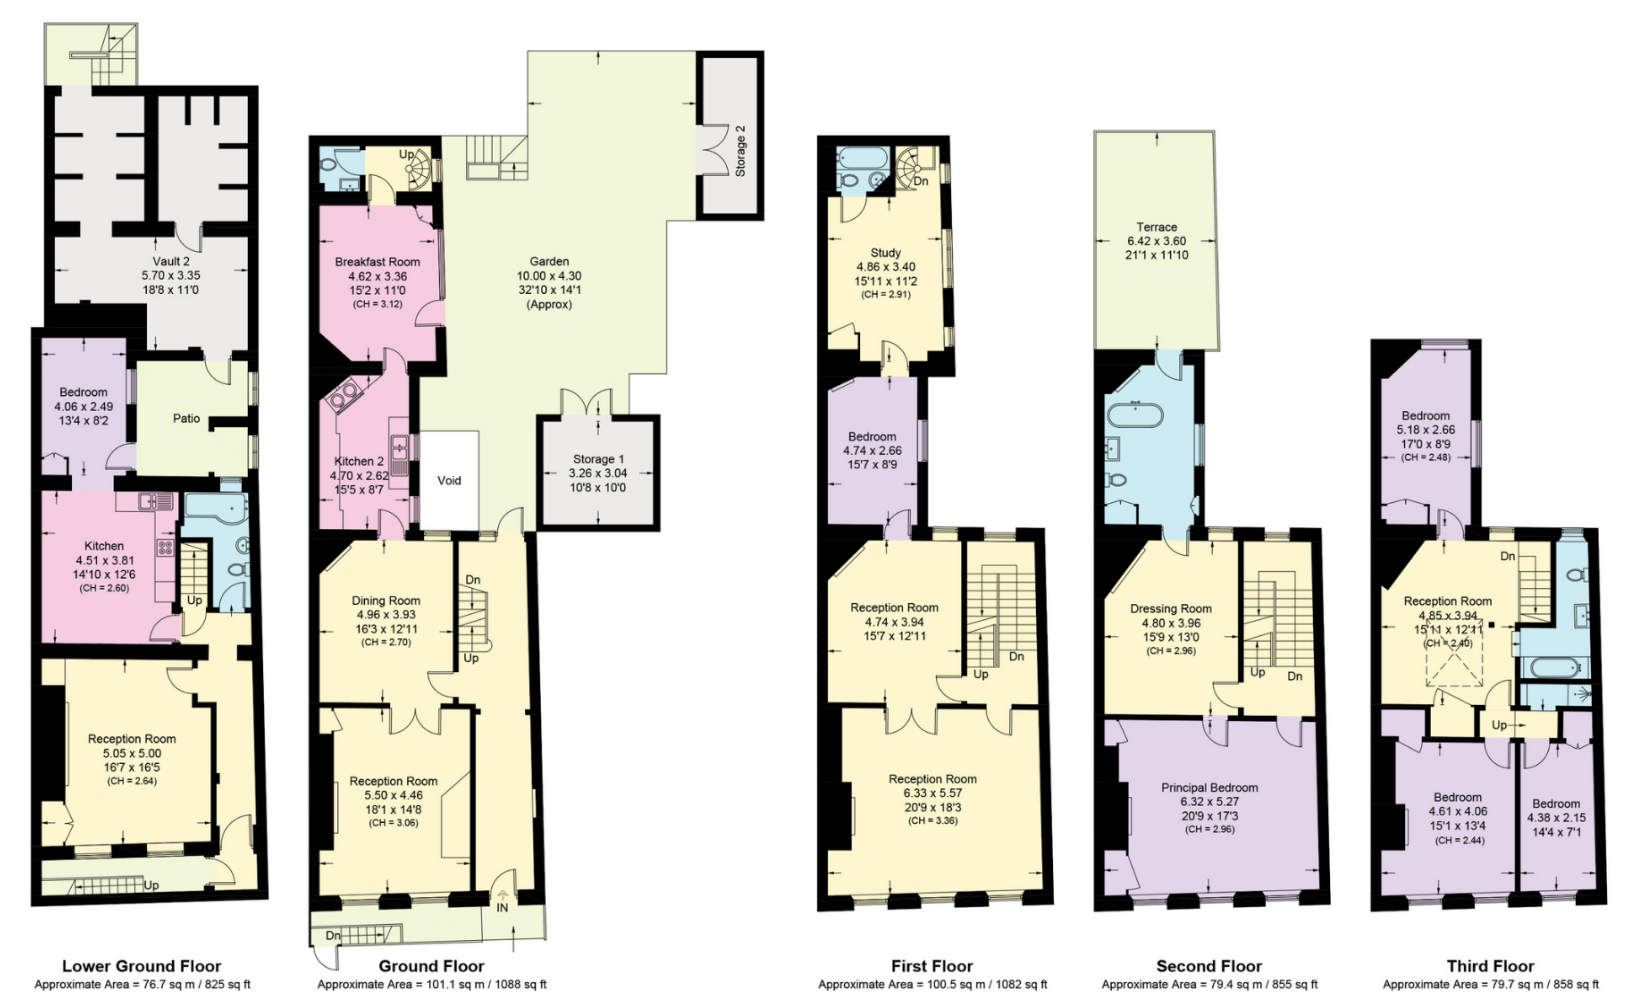 Vault 2
5.70 x 3.35
18'8 x 11'0
Bedroom
4.06 x 2.49
13'4 x 8'2
Patio
Kitchen
4.51 x 3.81
14'10 x 12'6
(CH = 2.60)
Up
Reception Room
5.05 x 5.00
16'7 x 16'5
(CH = 2.64)
Up
Lower Ground Floor
Approximate Area = 76.7 sq m / 825 sq ft
Up
Storage 2
Breakfast Room
4.62 x 3.36
15'2 x 11'0
(CH = 3.12)
Garden
10.00 x 4.30
32'10 x 14'1
(Approx)
Kitchen 2
4.70 x 2.62
15'5 x 8'7
Void
Storage 1
3.26 x 3.04
10'8 x 10'0
Dining Room
4.96 x 3.93
16'3 x 12'11
(CH = 2.70)
Dn
Up
Reception Room
5.50 x 4.46
18'1 x 14'8
(CH = 3.06)
IN
Dn
Ground Floor
Approximate Area = 101.1 sq m / 1088 sq ft
Dn
Study
4.86 x 3.40
15'11 x 11'2
(CH = 2.91)
Bedroom
4.74 x 2.66
15'7 x 8'9
Reception Room
4.74 x 3.94
15'7 x 12'11
Up
Dn
Reception Room
6.33 x 5.57
20'9 x 18'3
(CH = 3.36)
First Floor
Approximate Area = 100.5 sq m / 1082 sq ft
Terrace
6.42 x 3.60
21'1 x 11'10
Dressing Room
4.80 x 3.96
15'9 x 13'0
(CH = 2.96)
Up
Dn
Principal Bedroom
6.32 x 5.27
20'9 x 17'3
(CH = 2.96)
Second Floor
Approximate Area = 79.4 sq m / 855 sq ft
Bedroom
5.18 x 2.66
17'0 x 8'9
(CH = 2.48)
Dn
Reception Room
4.85 x 3.94
15'11 x 12'11
(CH = 2.40)
Up
Bedroom
4.61 x 4.06
15'1 x 13'4
(CH = 2.44)
Bedroom
4.38 x 2.15
14'4 x 7'1
Third Floor
Approximate Area = 79.7 sq m / 858 sq ft